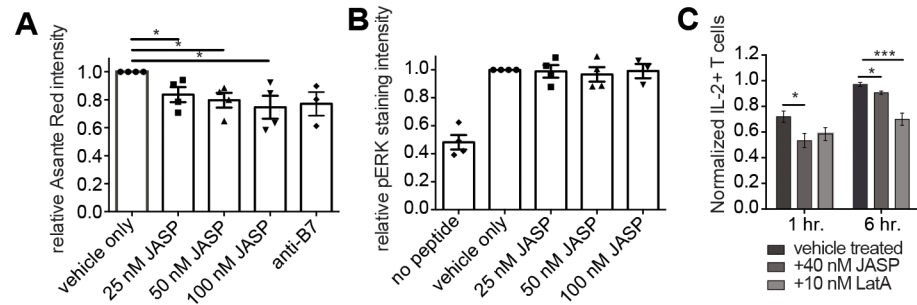 A
relative Asante Red intensity
*
*
*
1.0
0.8
0.6
0.4
0.2
0.0
vehicle only
25 nM JASP
50 nM JASP
100 nM JASP
anti-B7
B
relative pERK staining intensity
1.0
0.8
0.6
0.4
0.2
0.0
no peptide
vehicle only
25 nM JASP
50 nM JASP
100 nM JASP
C
Normalized IL-2+ T cells
1.2
1.0
0.8
0.6
0.4
0.2
0.0
*
***
*
1 hr.
6 hr.
vehicle treated
+40 nM JASP
+10 nM LatA